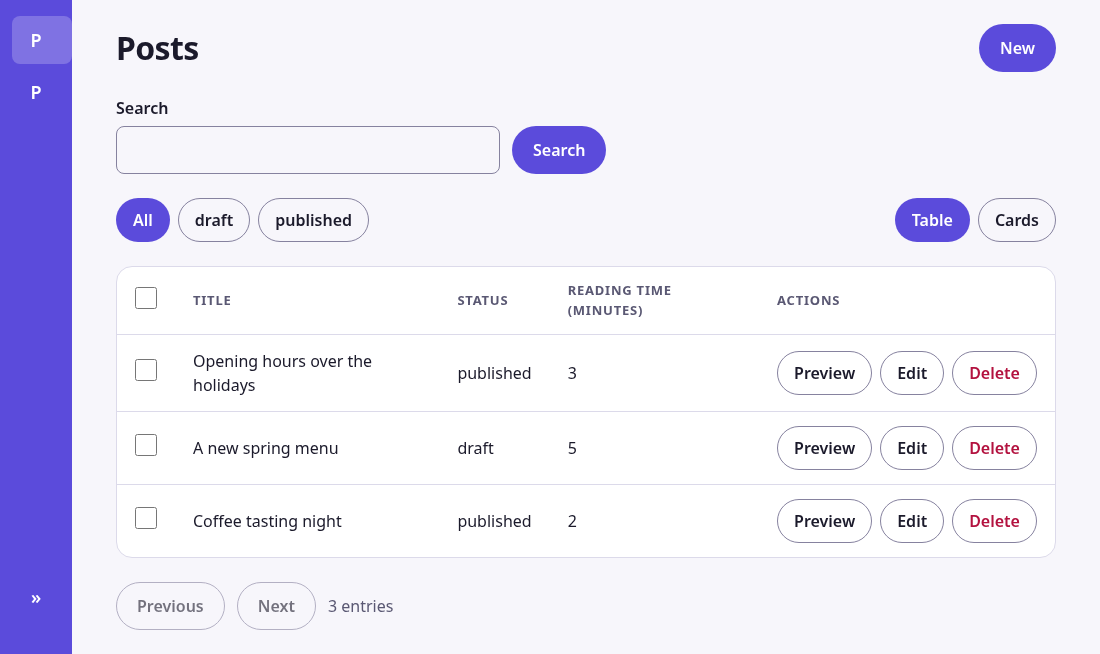 P
P
»
Posts
New
Search
Search
All
draft
published
Table
Cards
TITLE
STATUS
READING TIME
(MINUTES)
ACTIONS
Opening hours over the
holidays
published
3
Preview
Edit
Delete
A new spring menu
draft
5
Preview
Edit
Delete
Coffee tasting night
published
2
Preview
Edit
Delete
Previous
Next
3 entries